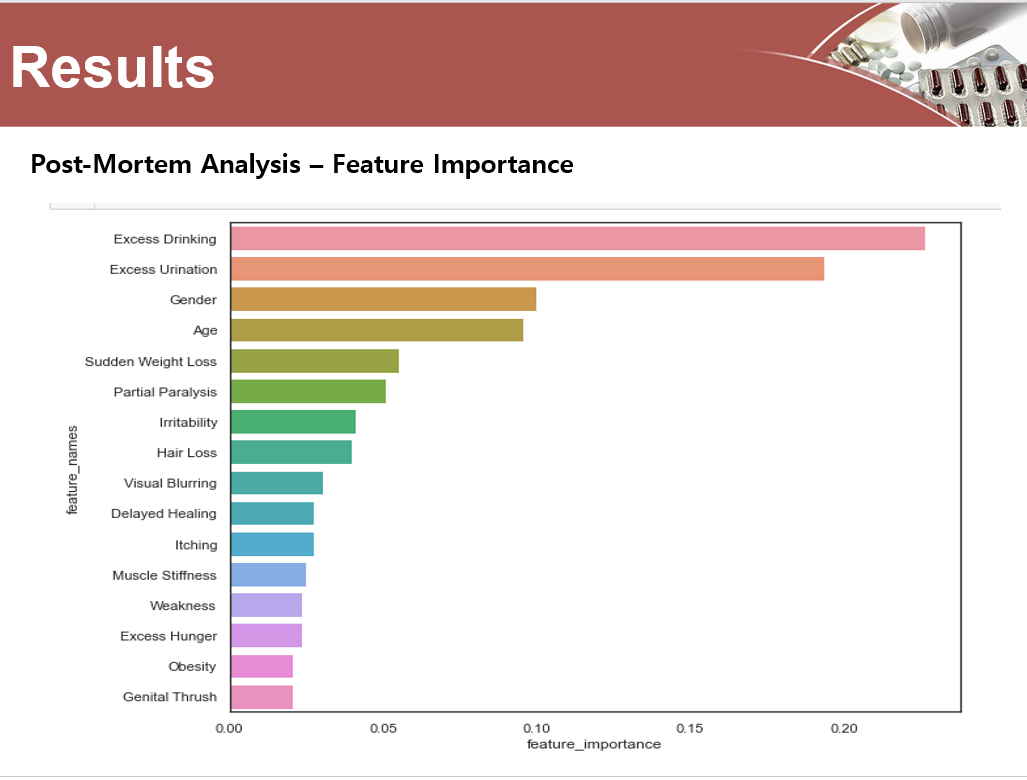 Results
Post-Mortem Analysis – Feature Importance
Excess Drinking
Excess Urination
Gender
Age
Sudden Weight Loss
Partial Paralysis
Irritability
Hair Loss
Visual Blurring
Delayed Healing
Itching
Muscle Stiffness
Weakness
Excess Hunger
Obesity
Genital Thrush
feature_names
0.00 0.05 0.10 0.15 0.20
feature_importance